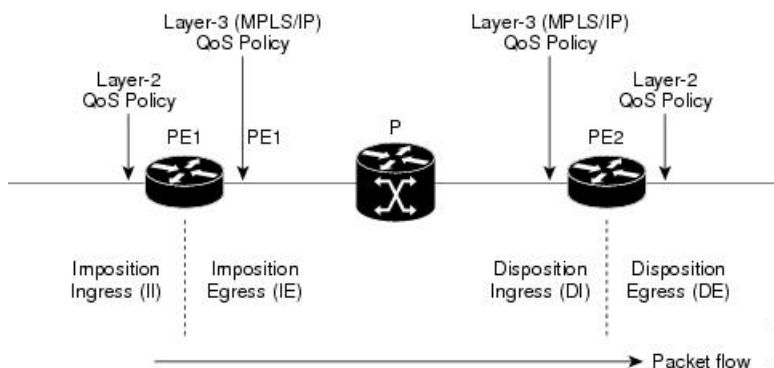 Layer-3 (MPLS/IP)
QoS Policy
Layer-3 (MPLS/IP)
QoS Policy
Layer-2
QoS Policy
Layer-2
QoS Policy
PE1
PE1
P
PE2
Imposition
Ingress (II)
Imposition
Egress (IE)
Disposition
Ingress (DI)
Disposition
Egress (DE)
Packet flow